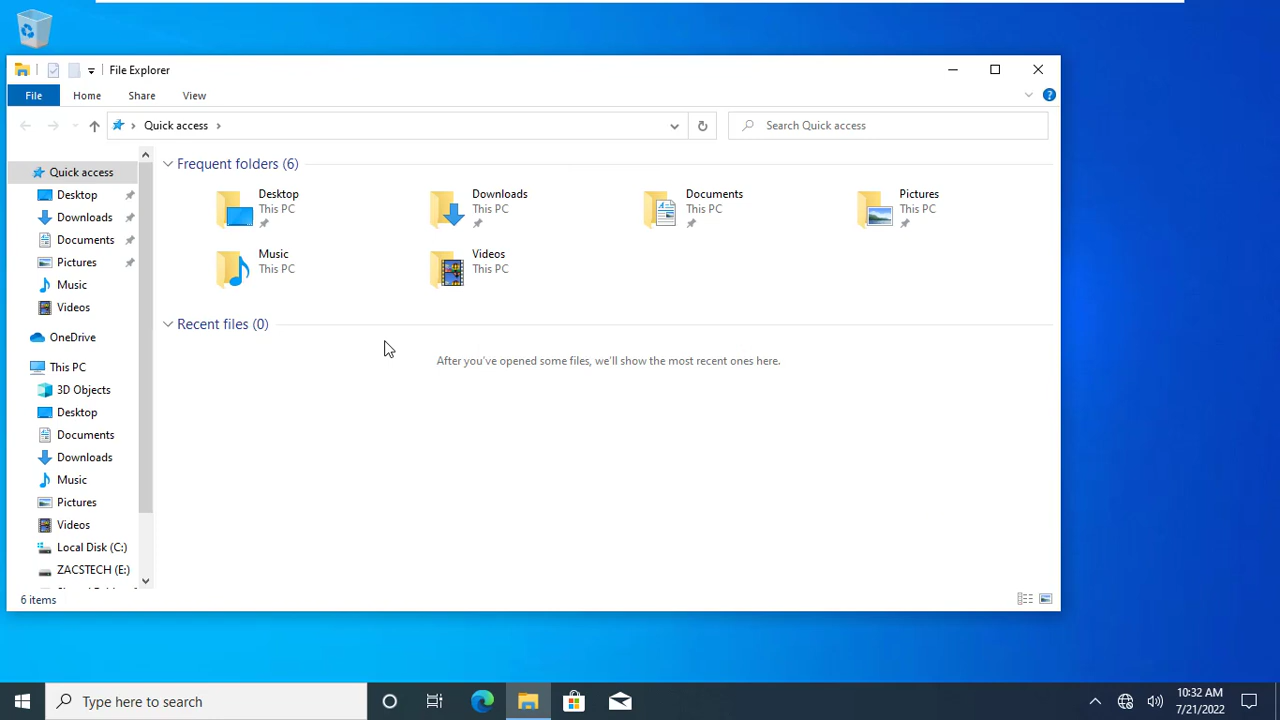 File Explorer
File Home Share View
Quick access
Search Quick access
Quick access
Desktop
Downloads
Documents
Pictures
Music
Videos
OneDrive
This PC
3D Objects
Desktop
Documents
Downloads
Music
Pictures
Videos
Local Disk (C:)
ZACSTECH (E:)
Frequent folders (6)
Desktop
This PC
Downloads
This PC
Documents
This PC
Pictures
This PC
Music
This PC
Videos
This PC
Recent files (0)
After you've opened some files, we'll show the most recent ones here.
6 items
Type here to search
10:32 AM
7/21/2022